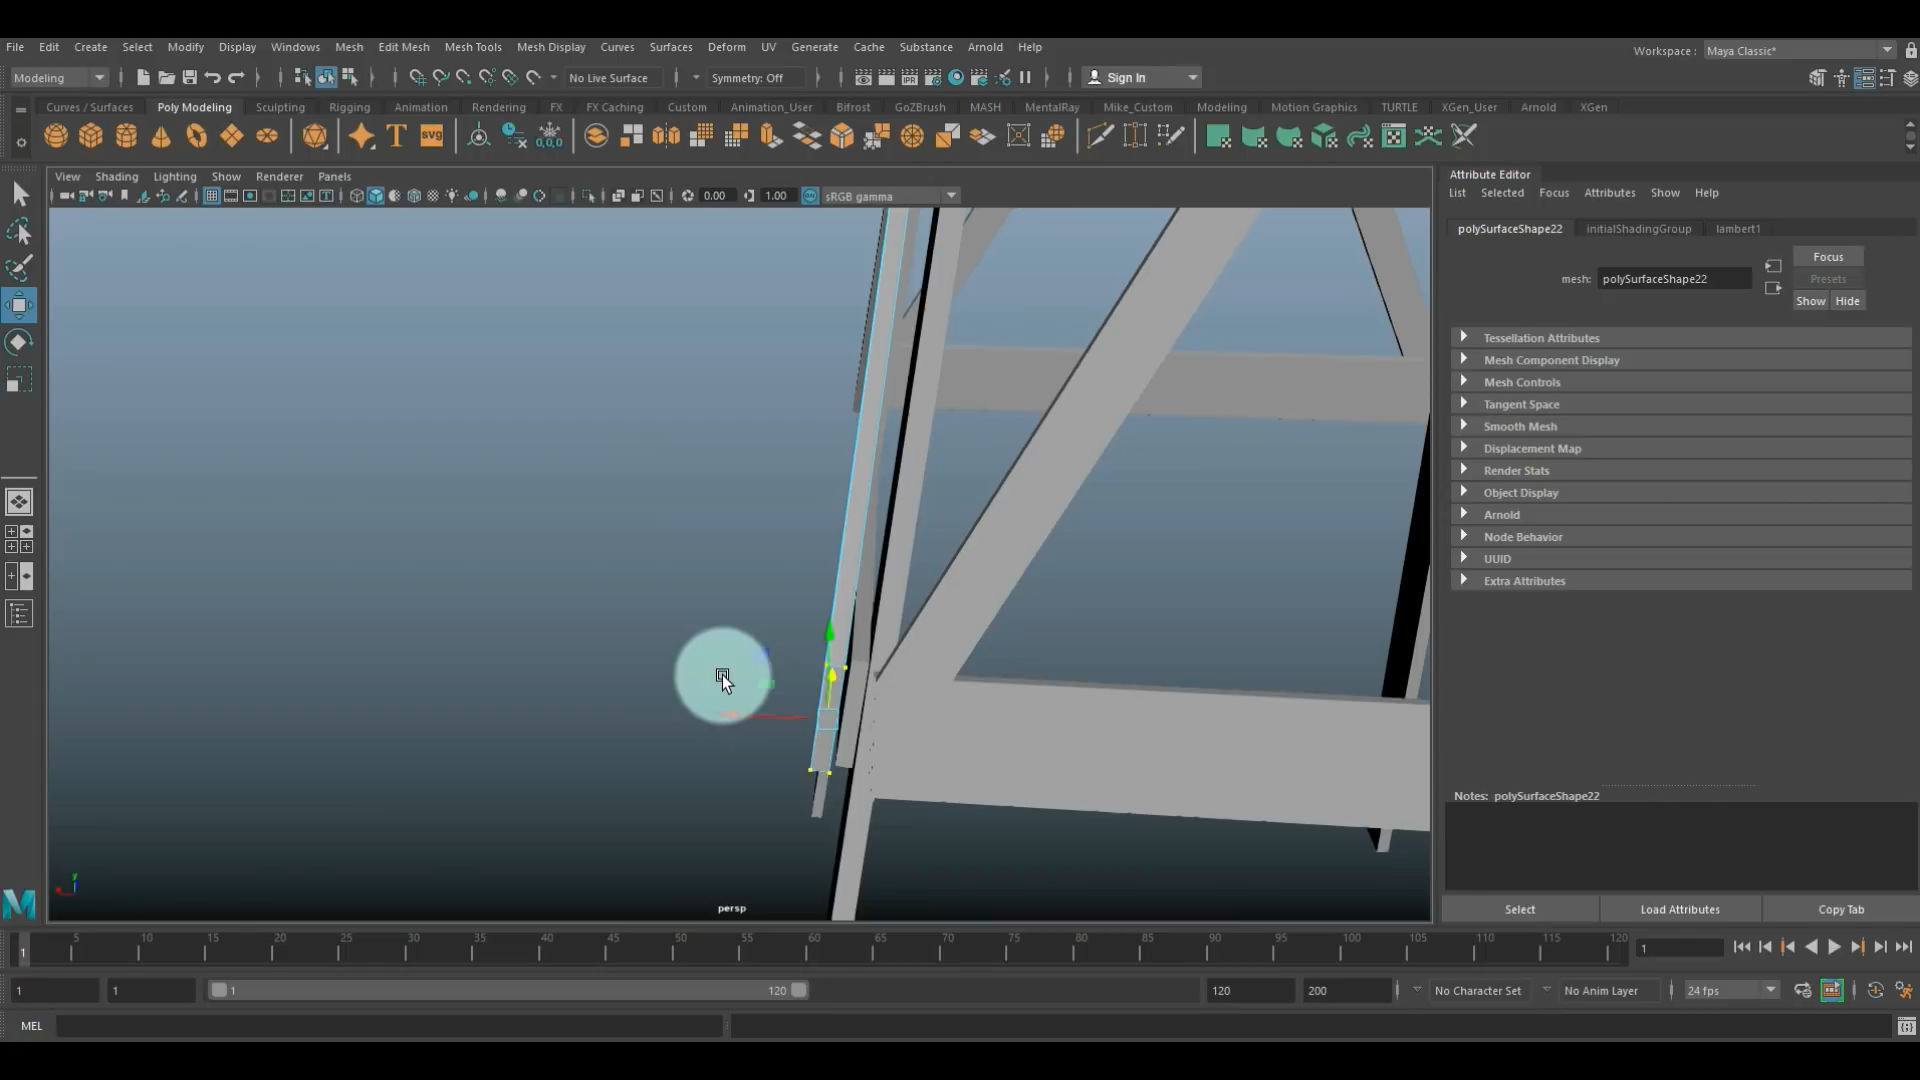 File Edit Create Select Modify Display Windows Mesh Edit Mesh Mesh Tools Mesh Display Curves Surfaces Deform UV Generate Cache Substance Arnold Help
Workspace : Maya Classic*
Modeling No Live Surface Symmetry: Off Sign In
Curves / Surfaces Poly Modeling Sculpting Rigging Animation Rendering FX FX Caching Custom Animation_User Bifrost GoZBrush MASH MentalRay Mike_Custom Modeling Motion Graphics TURTLE XGen_User Arnold XGen
T SVG 0,0,0
View Shading Lighting Show Renderer Panels
0.00 1.00 sRGB gamma
Attribute Editor
List Selected Focus Attributes Show Help
polySurfaceShape22 initialShadingGroup lambert1
Focus
mesh: polySurfaceShape22
Presets
Show Hide
Tessellation Attributes
Mesh Component Display
Mesh Controls
Tangent Space
Smooth Mesh
Displacement Map
Render Stats
Object Display
Arnold
Node Behavior
UUID
Extra Attributes
Notes: polySurfaceShape22
y
persp
Select Load Attributes Copy Tab
1 5 10 15 20 25 30 35 40 45 50 55 60 65 70 75 80 85 90 95 100 105 110 115 120 1
1 1 1 120 120 200 No Character Set No Anim Layer 24 fps
MEL